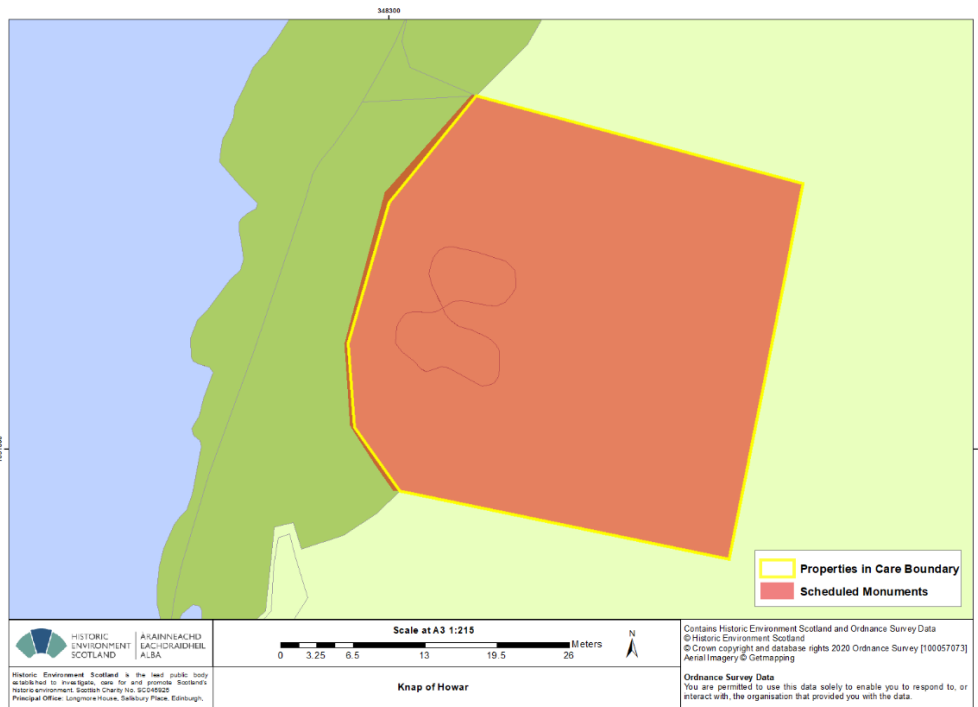 348300
Properties in Care Boundary
Scheduled Monuments
HISTORIC
ENVIRONMENT
SCOTLAND
ÀRAINNEACHD
EACHDRAIDHEIL
ALBA
Historic Environment Scotland is the lead public body
established to investigate, care for and promote Scotland's
historic environment. Scottish Charity No. SC045925
Principal Office: Longmore House, Salisbury Place, Edinburgh,
Scale at A3 1:215
Meters
0 3.25 6.5 13 19.5 26
N
Knap of Howar
Contains Historic Environment Scotland and Ordnance Survey Data
© Historic Environment Scotland
© Crown copyright and database rights 2020 Ordnance Survey [100057073]
Aerial Imagery © Getmapping
Ordnance Survey Data
You are permitted to use this data solely to enable you to respond to, or
interact with, the organisation that provided you with the data.